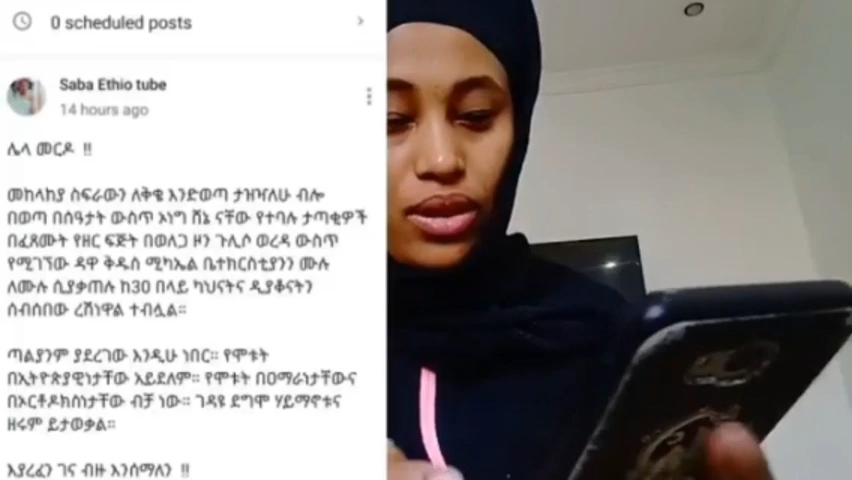 0 scheduled posts
Saba Ethio tube
14 hours ago
ሌላ መርዶ !!
መከላከያ ስፍራውን ለቅቄ እንድወጣ ታዝዣለሁ ብሎ
በወጣ በሰዓታት ውስጥ ኦነግ ሸኔ ናቸው የተባሉ ታጣቂዎች
በፈጸሙት የዘር ፍጅት በወለጋ ዞን ጉሊሶ ወረዳ ውስጥ
የሚገኘው ዳዋ ቅዱስ ሚካኤል ቤተክርስቲያንን ሙሉ
ለሙሉ ሲያቃጠሉ ከ30 በላይ ካህናትና ዲያቆናትን
ሰብስበው ረሽነዋል ተብሏል።
ጣልያንም ያደረገው እንዲሁ ነበር። የሞቱት
በኢትዮጵያዊነታቸው አይደለም። የሞቱት በዐማራነታቸውና
በኦርቶዶክስነታቸው ብቻ ነው። ገዳዩ ደግሞ ሃይማኖቱና
ዘሩም ይታወቃል።
እያረፈን ገና ብዙ እንሰማለን !!